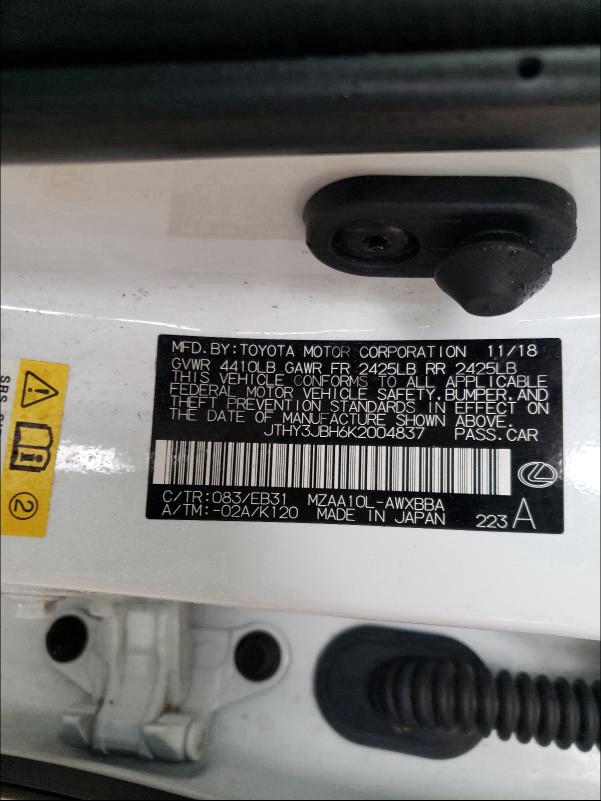 MFD.BY:TOYOTA MOTOR CORPORATION 11/18
GVWR 4410LB GAWR FR 2425LB RR 2425LB
THIS VEHICLE CONFORMS TO ALL APPLICABLE
FEDERAL MOTOR VEHICLE SAFETY.BUMPER.AND
THEFT PREVENTION STANDARDS IN EFFECT ON
THE DATE OF MANUFACTURE SHOWN ABOVE.
JTHY3JBH6K2004837 PASS.CAR
C/TR:083/EB31 MZAA10L-AWXBBA
A/TM:-02A/K120 MADE IN JAPAN 223 A
2